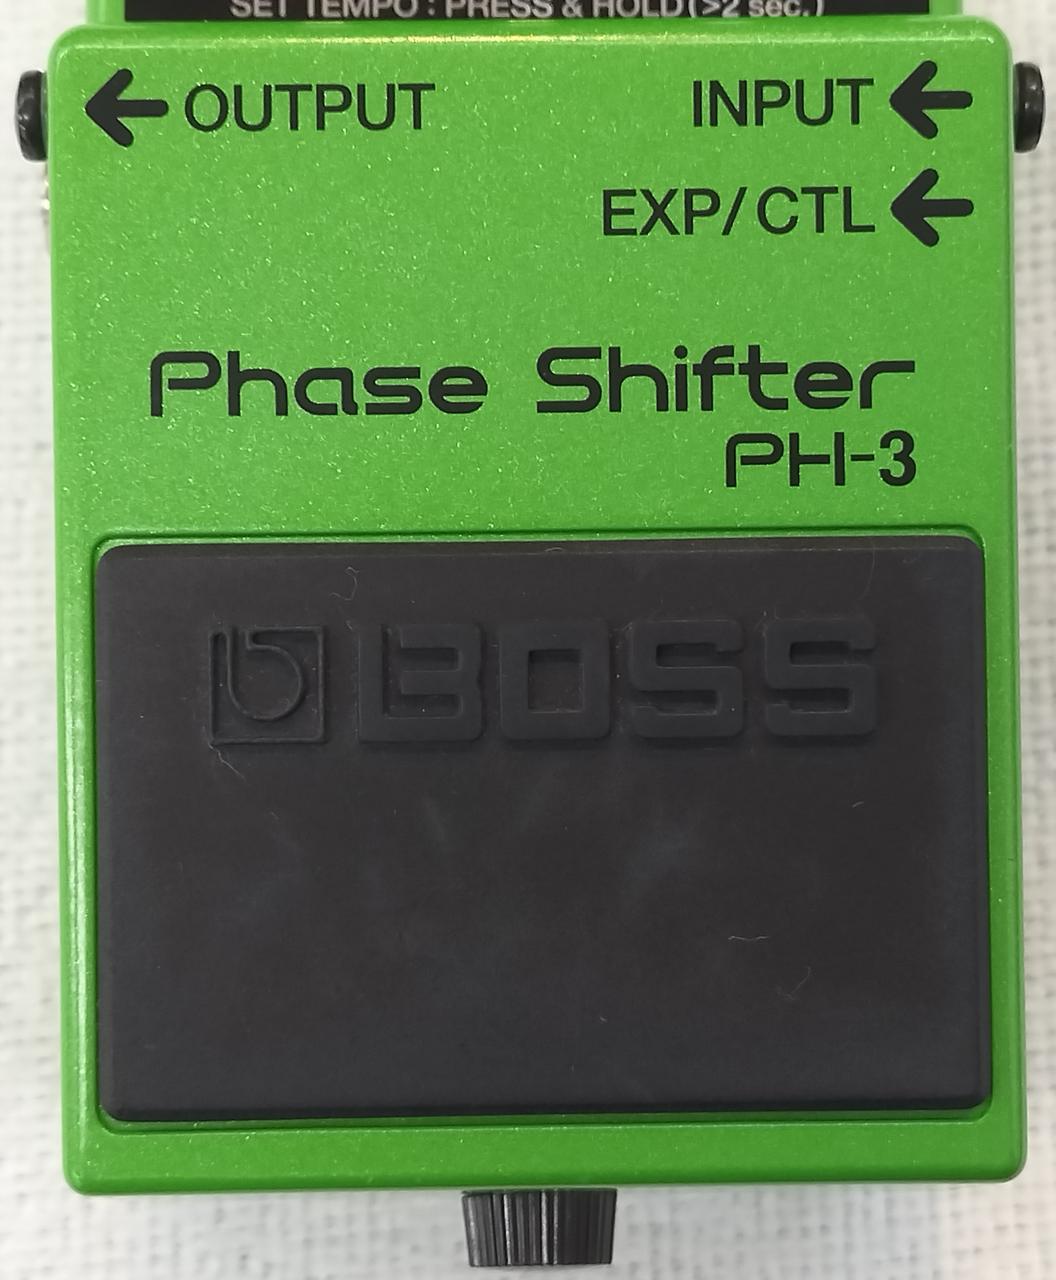 SET TEMPO : PRESS & HOLD (>2 sec.)
OUTPUT INPUT
EXP/CTL
Phase Shifter
PH-3
BOSS